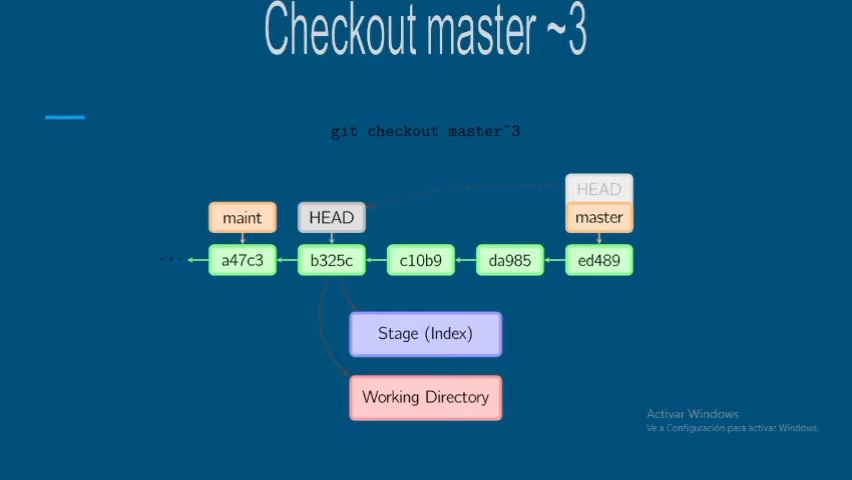 Checkout master ~3
git checkout master~3
HEAD
maint HEAD master
... a47c3 b325c c10b9 da985 ed489
Stage (Index)
Working Directory
Activar Windows
Ve a Configuración para activar Windows.